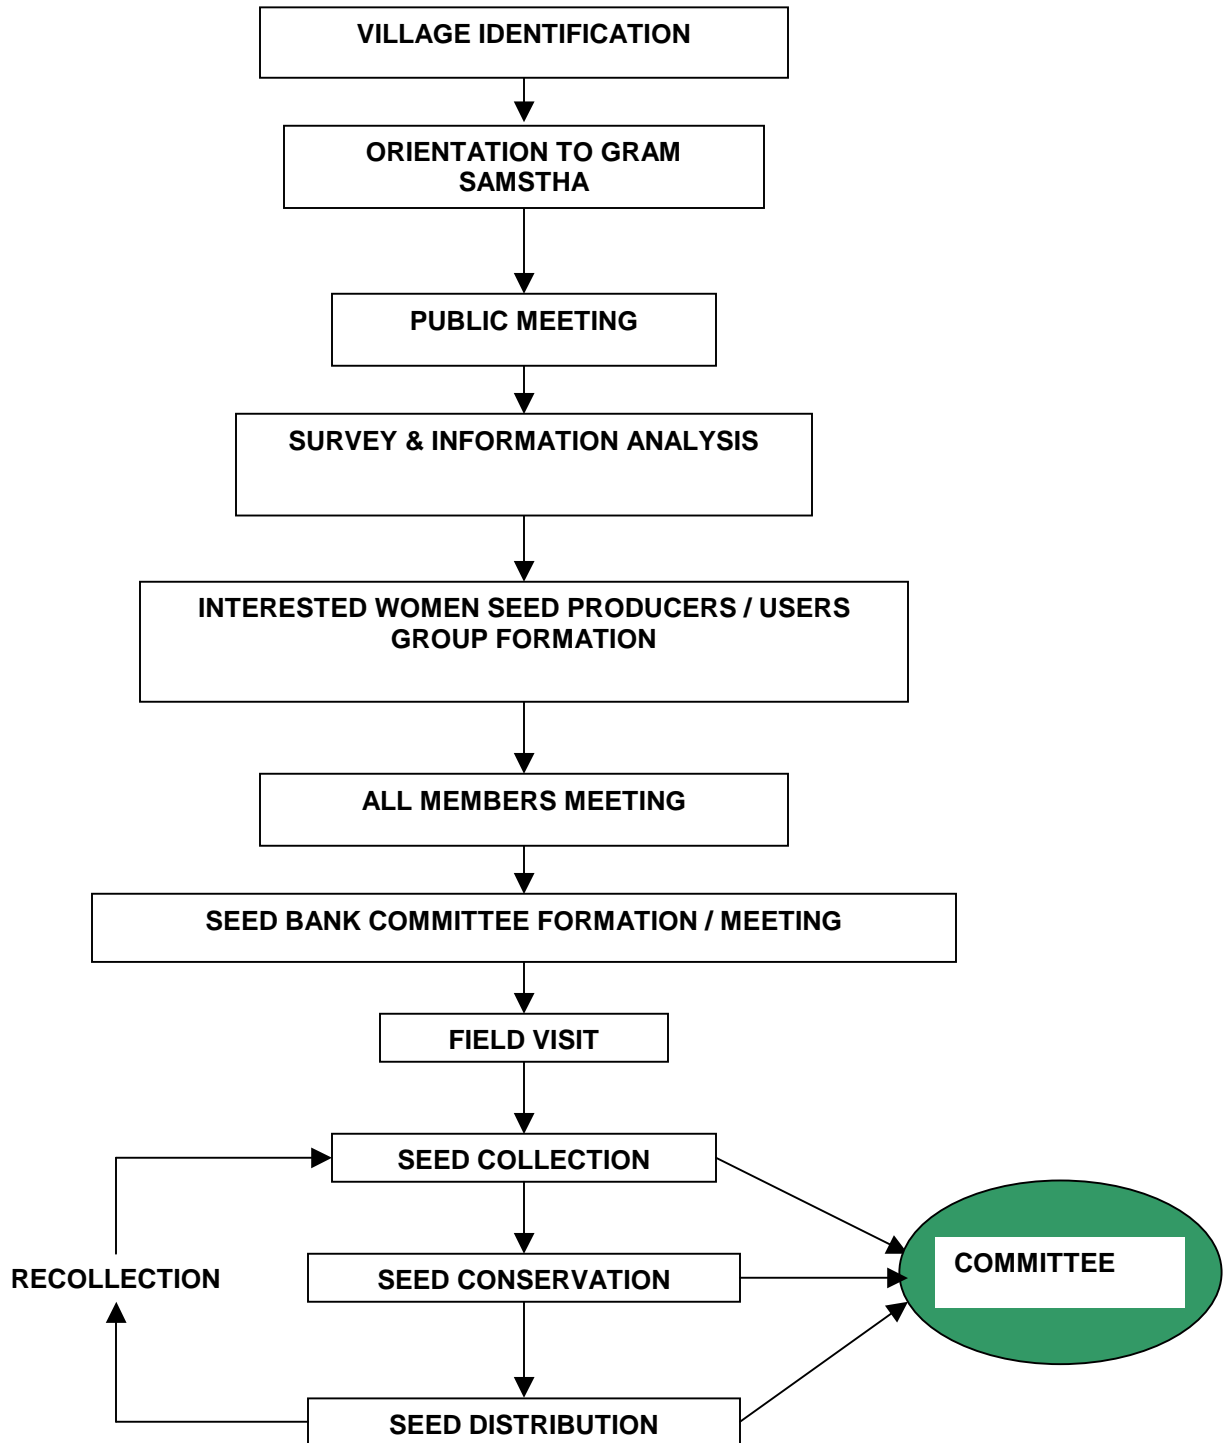 VILLAGE IDENTIFICATION
ORIENTATION TO GRAM
SAMSTHA
PUBLIC MEETING
SURVEY & INFORMATION ANALYSIS
INTERESTED WOMEN SEED PRODUCERS / USERS
GROUP FORMATION
ALL MEMBERS MEETING
SEED BANK COMMITTEE FORMATION / MEETING
FIELD VISIT
SEED COLLECTION
RECOLLECTION
SEED CONSERVATION
COMMITTEE
SEED DISTRIBUTION